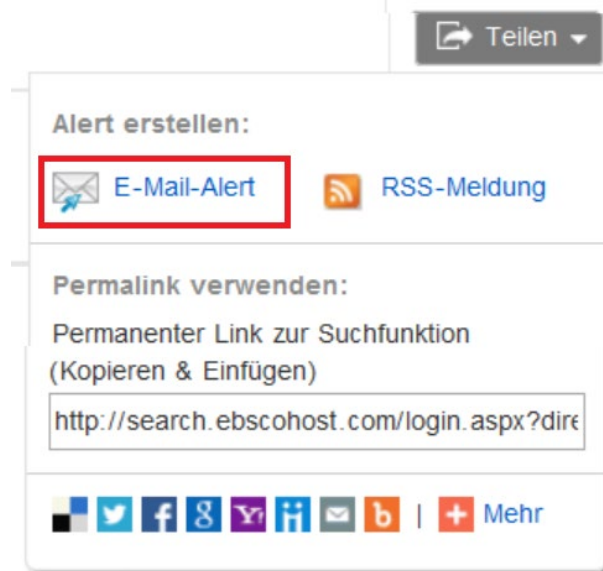 Teilen
Alert erstellen:
E-Mail-Alert RSS-Meldung
Permalink verwenden:
Permanenter Link zur Suchfunktion
(Kopieren & Einfügen)
http://search.ebscohost.com/login.aspx?dire
| Mehr